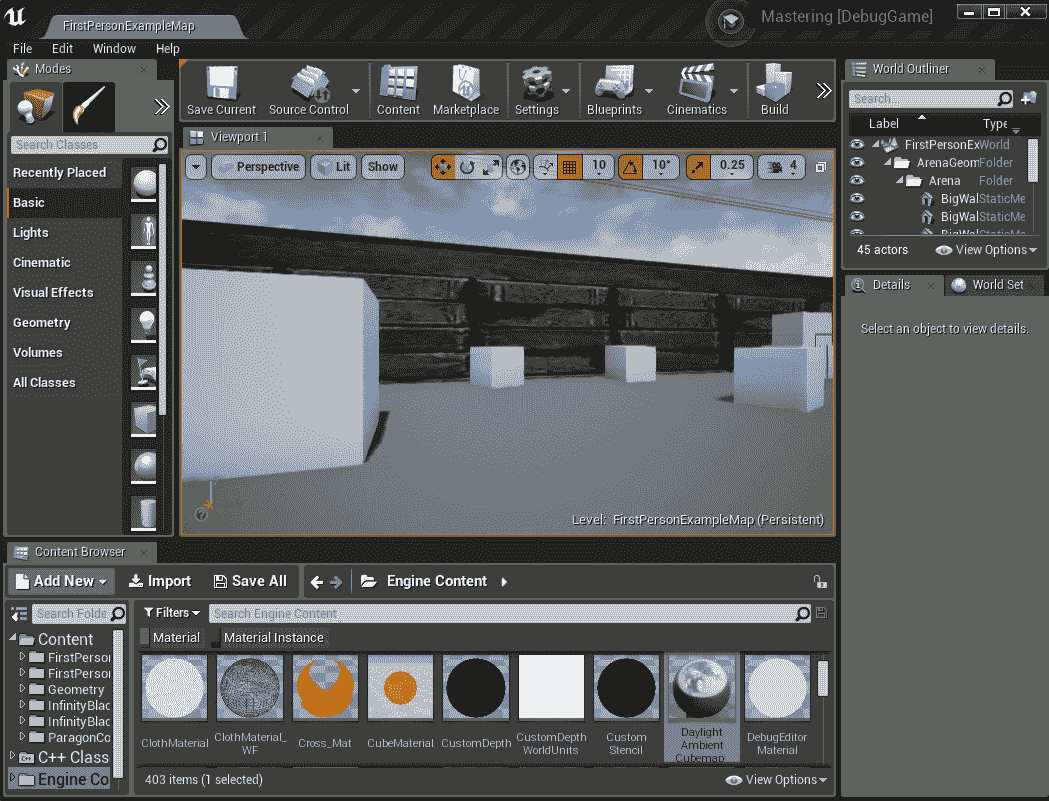 FirstPersonExampleMap
Mastering [DebugGame]
File Edit Window Help
Modes
Save Current
Source Control
Content
Marketplace
Settings
Blueprints
Cinematics
Build
World Outliner
Search Classes
Recently Placed
Basic
Lights
Cinematic
Visual Effects
Geometry
Volumes
All Classes
Viewport 1
Perspective
Lit
Show
10
10°
0.25
4
Level: FirstPersonExampleMap (Persistent)
Search...
Label Type
FirstPersonEx World
ArenaGeom Folder
Arena Folder
BigWal StaticMe
BigWal StaticMe
BigWal StaticMe
45 actors
View Options
Details
World Set
Select an object to view details.
Content Browser
Add New
Import
Save All
Engine Content
Search Folde
Filters
Search Engine Content
Material
Material Instance
Content
FirstPerson
FirstPerson
Geometry
InfinityBlac
InfinityBlac
ParagonCo
C++ Class
Engine Co
ClothMaterial
ClothMaterial_
WF
Cross_Mat
CubeMaterial
CustomDepth
CustomDepth
WorldUnits
Custom
Stencil
Daylight
Ambient
Cubemap
DebugEditor
Material
403 items (1 selected)
View Options